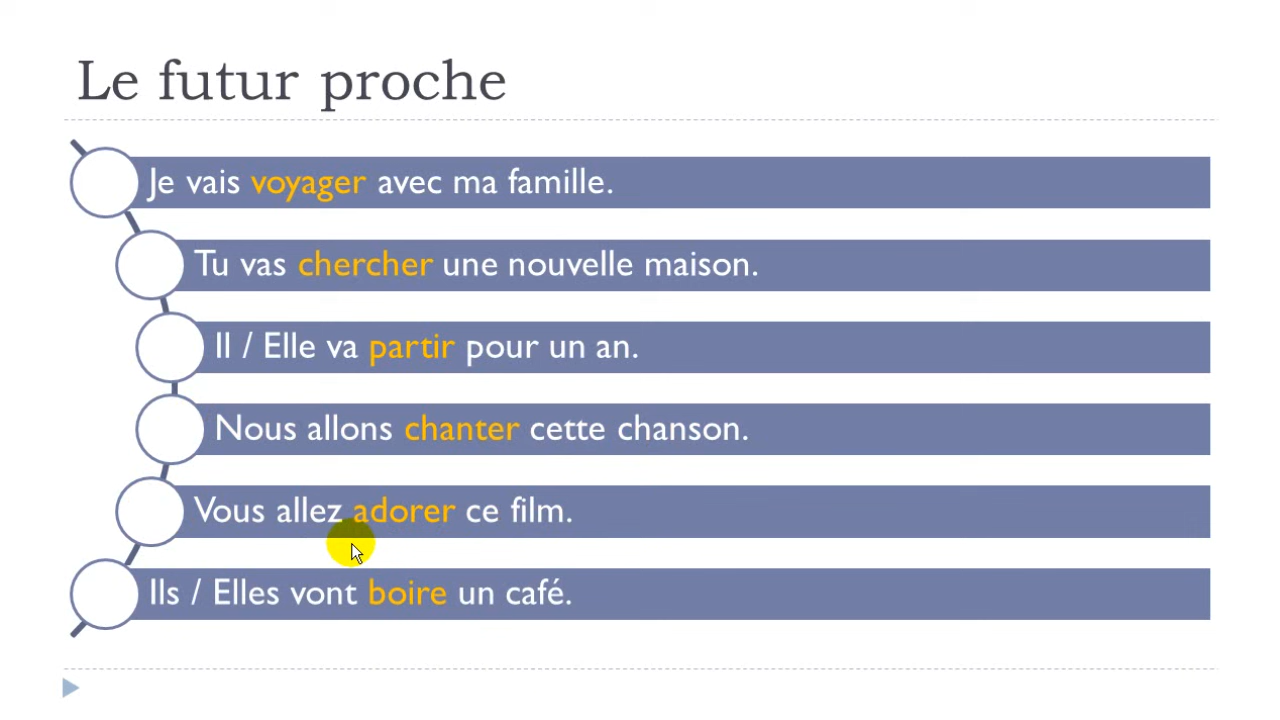 Le futur proche
Je vais voyager avec ma famille.
Tu vas chercher une nouvelle maison.
Il / Elle va partir pour un an.
Nous allons chanter cette chanson.
Vous allez adorer ce film.
Ils / Elles vont boire un café.